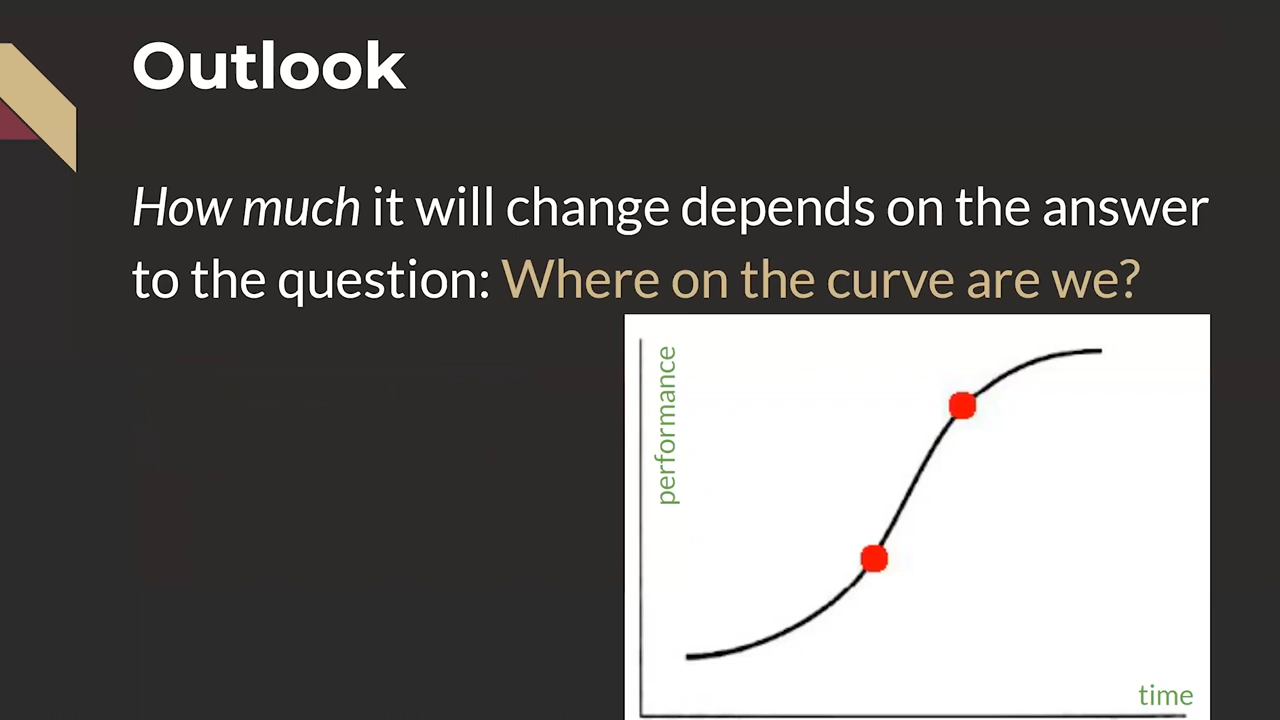 Outlook
How much it will change depends on the answer
to the question: Where on the curve are we?
performance
time